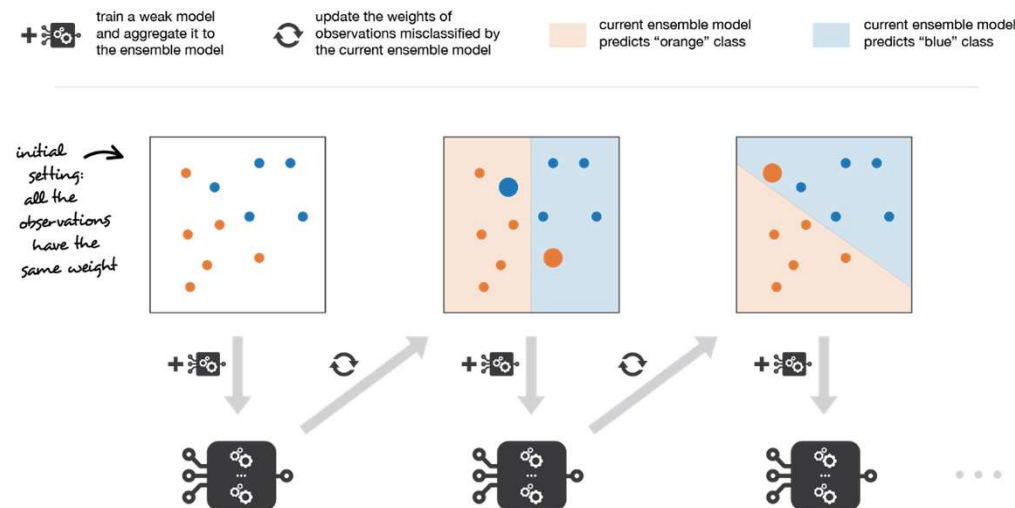 train a weak model
and aggregate it to
the ensemble model
update the weights of
observations misclassified by
the current ensemble model
current ensemble model
predicts “orange” class
current ensemble model
predicts “blue” class
initial
setting:
all the
observations
have the
same weight